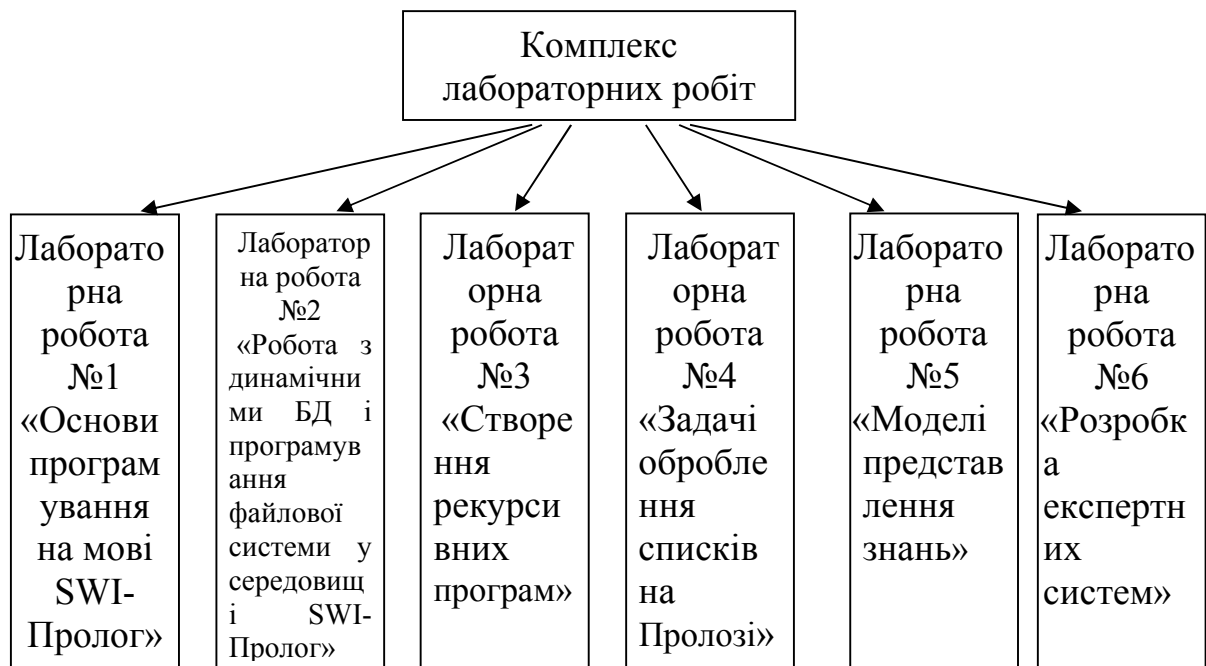 Комплекс
лабораторних робіт
Лаборато
рна
робота
№1
«Основи
програм
ування
на мові
SWI-
Пролог»
Лаборатор
на робота
№2
«Робота з
динамічни
ми БД і
програмув
ання
файлової
системи у
середовищ
і SWI-
Пролог»
Лаборат
орна
робота
№3
«Створе
ння
рекурси
вних
програм»
Лаборат
орна
робота
№4
«Задачі
оброблe
ння
списків
на
Пролозі»
Лаборато
рна
робота
№5
«Моделі
представ
лення
знань»
Лаборато
рна
робота
№6
«Розробк
а
експертн
их
систем»